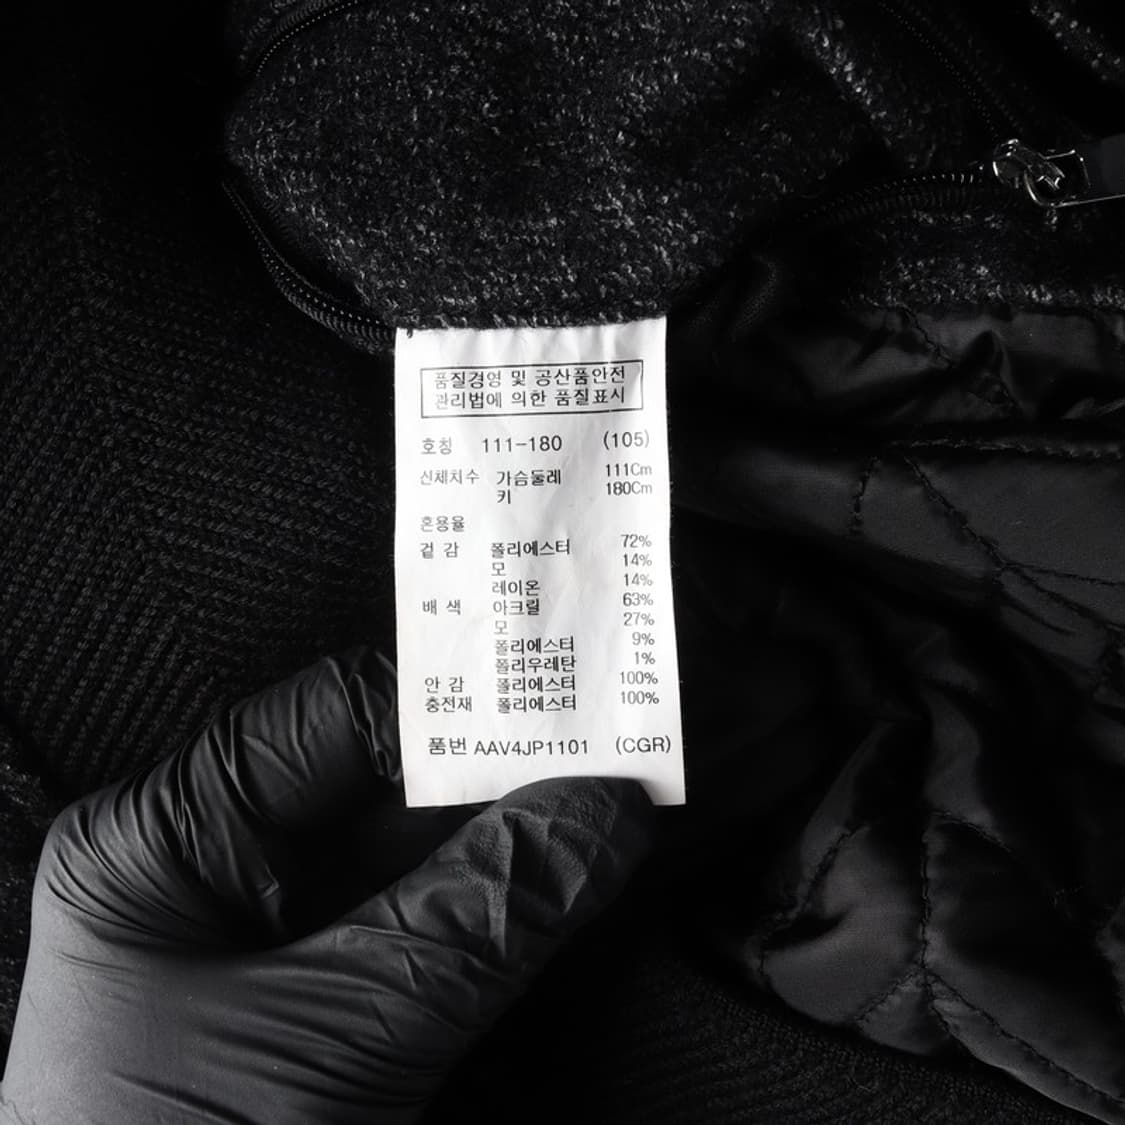 품질경영 및 공산품안전
관리법에 의한 품질표시
호칭 111-180 (105)
신체치수 가슴둘레 111Cm
키 180Cm
혼용율
겉 감 폴리에스터 72%
모 14%
레이온 14%
배 색 아크릴 63%
모 27%
폴리에스터 9%
폴리우레탄 1%
안 감 폴리에스터 100%
충전재 폴리에스터 100%
품번 AAV4JP1101 (CGR)